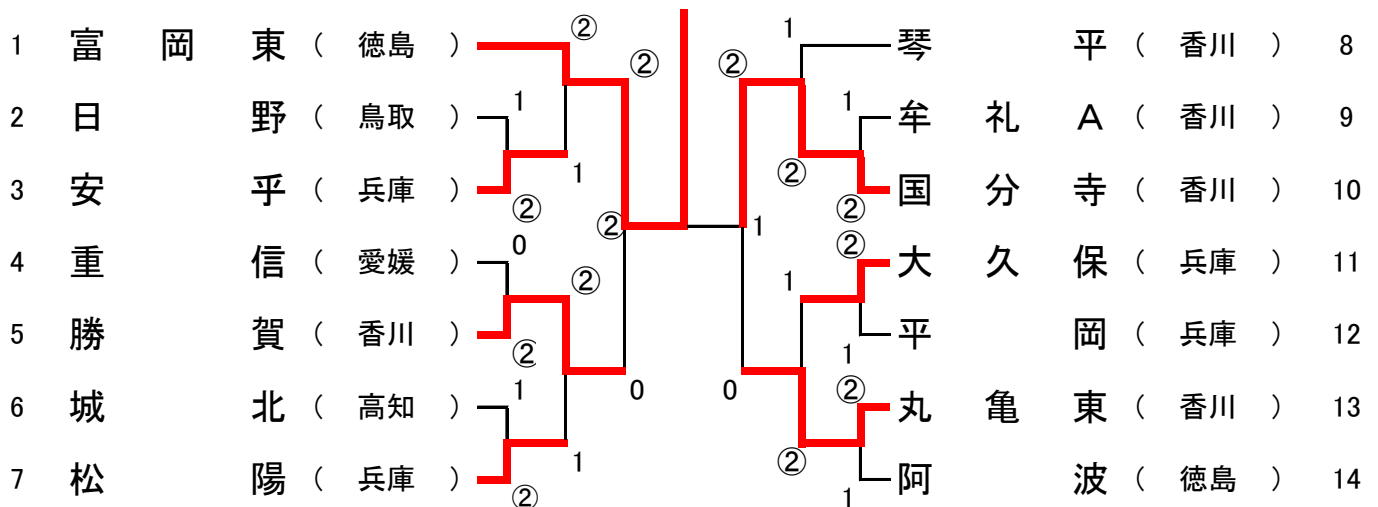 ② 1
1 富岡東（徳島） ② ② 琴平（香川） 8
2 日野（鳥取） 1 1 牟礼A（香川） 9
1 ②
3 安乎（兵庫） ② ② 国分寺（香川） 10
② 1
0 ②
4 重信（愛媛） ② 1 大久保（兵庫） 11
5 勝賀（香川） ② 1 平岡（兵庫） 12
1 0 0 ②
6 城北（高知） 丸亀東（香川） 13
1 ②
7 松陽（兵庫） ② 1 阿波（徳島） 14